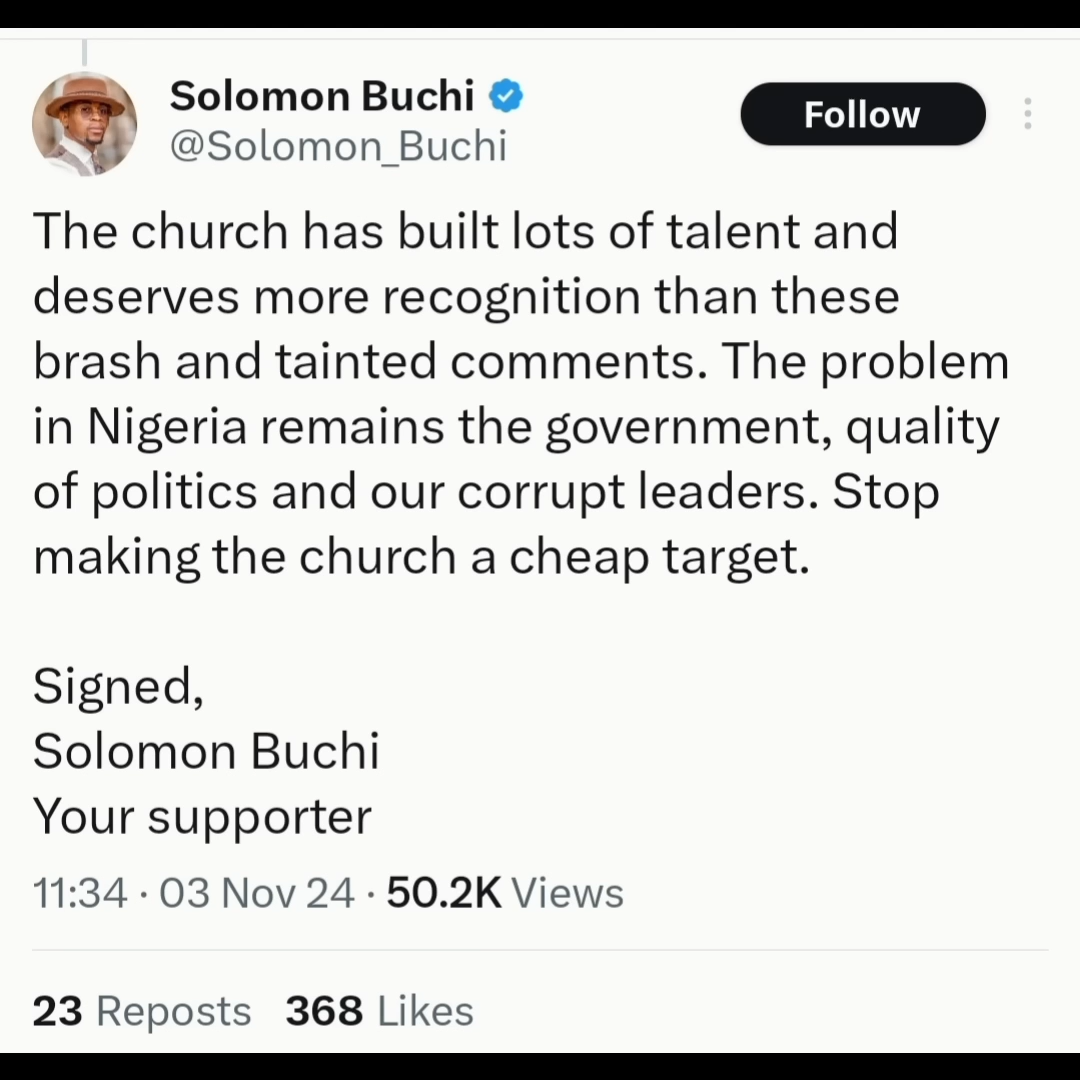 Solomon Buchi
@Solomon_Buchi
Follow
The church has built lots of talent and
deserves more recognition than these
brash and tainted comments. The problem
in Nigeria remains the government, quality
of politics and our corrupt leaders. Stop
making the church a cheap target.
Signed,
Solomon Buchi
Your supporter
11:34 · 03 Nov 24 · 50.2K Views
23 Reposts 368 Likes